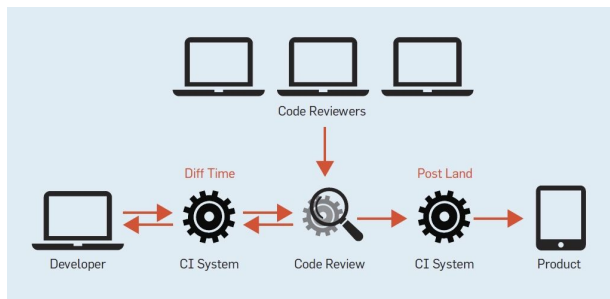 Code Reviewers
Diff Time
Post Land
Developer
CI System
Code Review
CI System
Product